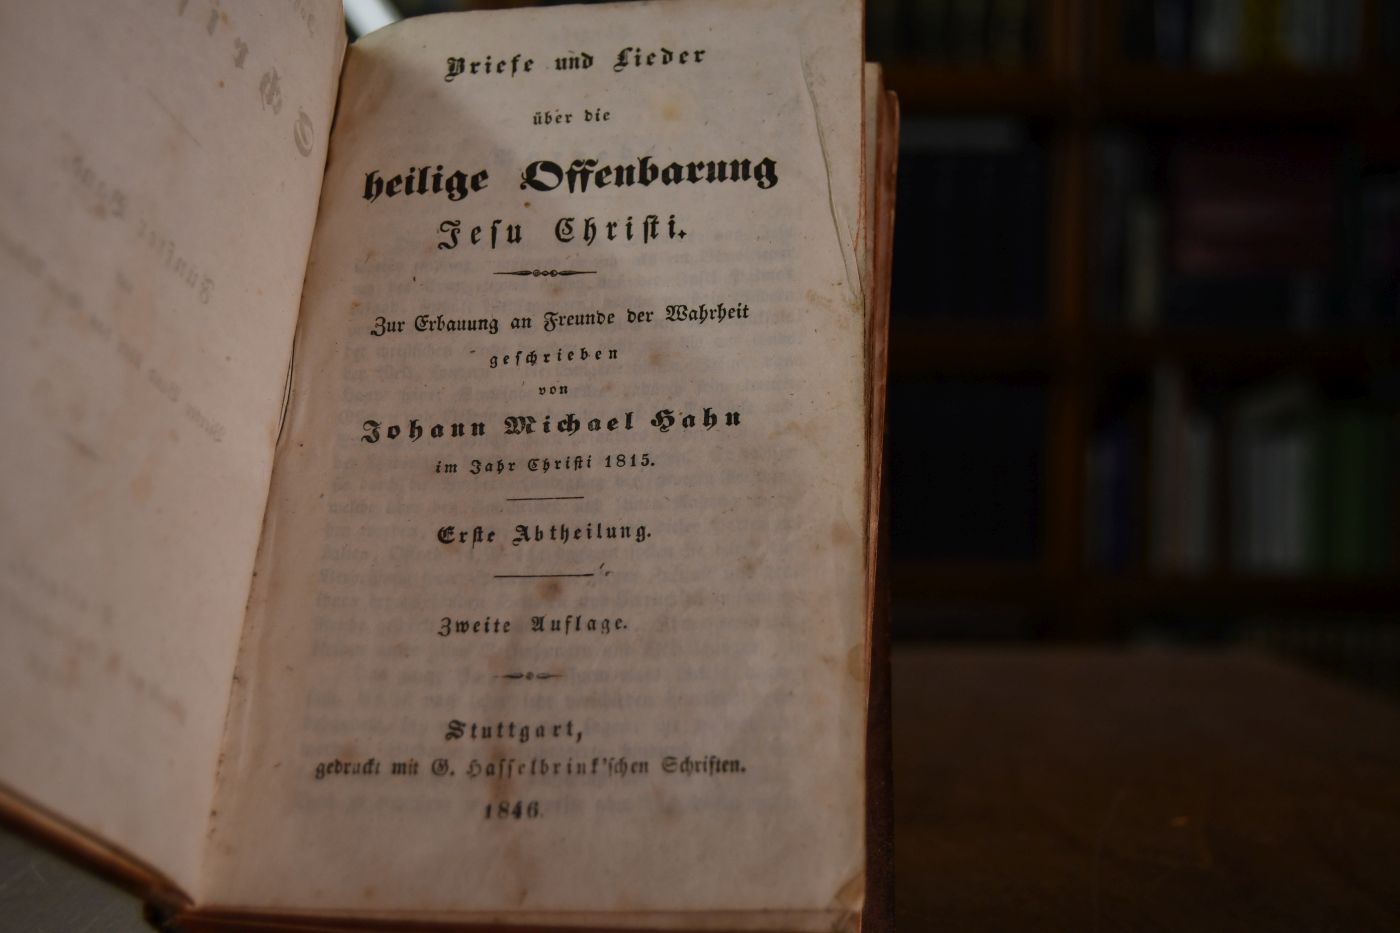 Briefe und Lieder
über die
heilige Offenbarung
Jesu Christi.
Zur Erbauung an Freunde der Wahrheit
geschrieben
von
Johann Michael Hahn
im Jahr Christi 1815.
Erste Abtheilung.
Zweite Auflage.
Stuttgart,
gedruckt mit G. Hasselbrink'schen Schriften.
1846.